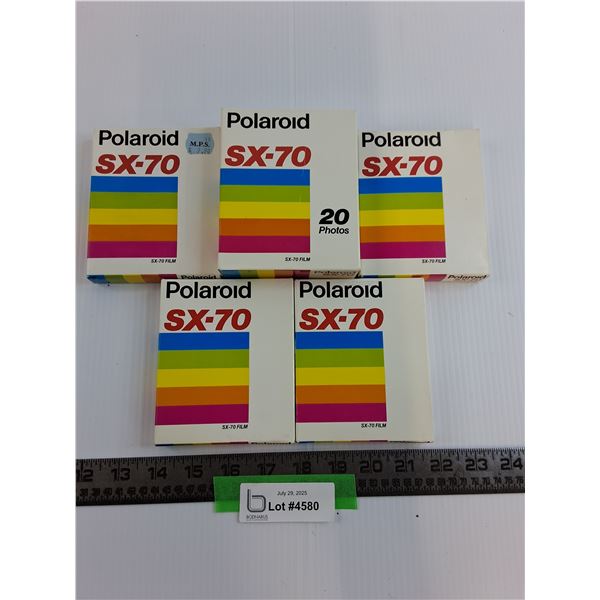 Polaroid
SX-70
M.P.S.
SX-70 FILM
Polaroid
SX-70
20
Photos
SX-70 FILM
Polaroid
Polaroid
SX-70
SX-70 FILM
Polaroid
Polaroid
SX-70
SX-70 FILM
Polaroid
SX-70
SX-70 FILM
12 13 14 15 16 17 18 19 20 21 22 23 24
July 29, 2025
BODNARUS
Lot #4580